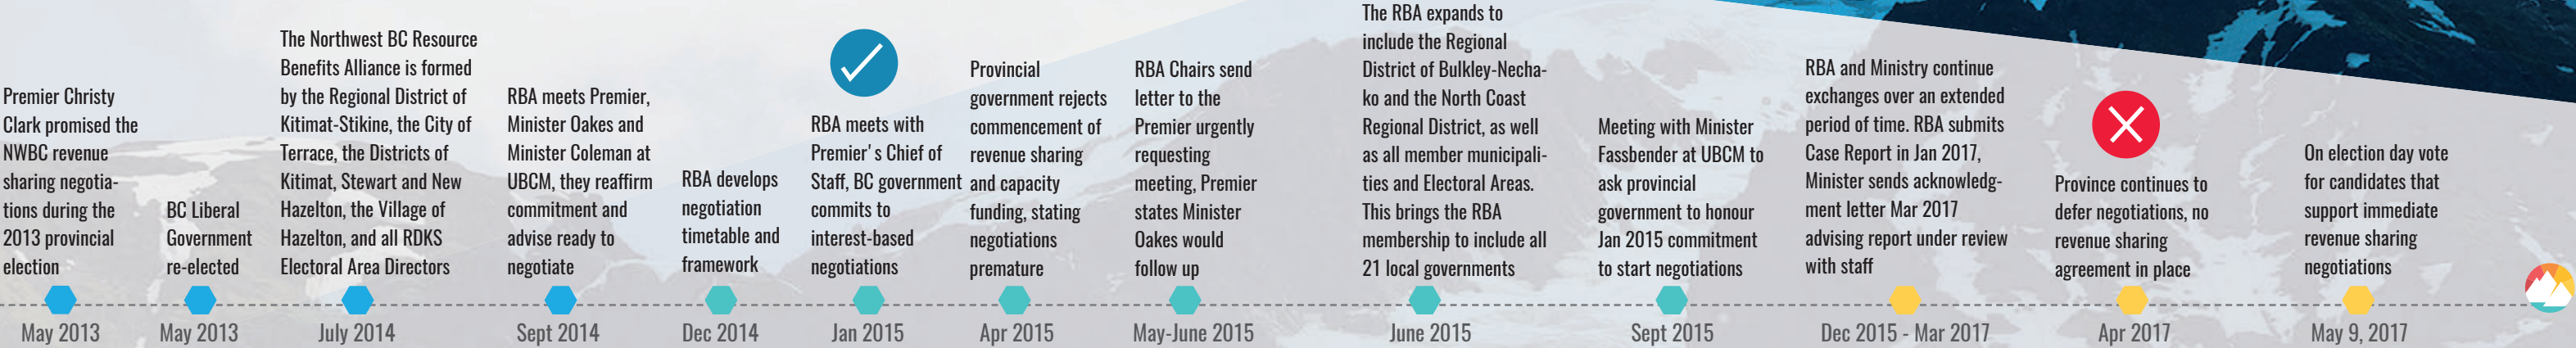 Premier Christy
Clark promised the
NWBC revenue
sharing negotia-
tions during the
2013 provincial
election
May 2013
BC Liberal
Government
re-elected
May 2013
The Northwest BC Resource
Benefits Alliance is formed
by the Regional District of
Kitimat-Stikine, the City of
Terrace, the Districts of
Kitimat, Stewart and New
Hazelton, the Village of
Hazelton, and all RDKS
Electoral Area Directors
July 2014
RBA meets Premier,
Minister Oakes and
Minister Coleman at
UBCM, they reaffirm
commitment and
advise ready to
negotiate
Sept 2014
RBA develops
negotiation
timetable and
framework
Dec 2014
RBA meets with
Premier's Chief of
Staff, BC government
commits to
interest-based
negotiations
Jan 2015
Provincial
government rejects
commencement of
revenue sharing
and capacity
funding, stating
negotiations
premature
Apr 2015
RBA Chairs send
letter to the
Premier urgently
requesting
meeting, Premier
states Minister
Oakes would
follow up
May-June 2015
The RBA expands to
include the Regional
District of Bulkley-Necha-
ko and the North Coast
Regional District, as well
as all member municipali-
ties and Electoral Areas.
This brings the RBA
membership to include all
21 local governments
June 2015
Meeting with Minister
Fassbender at UBCM to
ask provincial
government to honour
Jan 2015 commitment
to start negotiations
Sept 2015
RBA and Ministry continue
exchanges over an extended
period of time. RBA submits
Case Report in Jan 2017,
Minister sends acknowledg-
ment letter Mar 2017
advising report under review
with staff
Dec 2015 - Mar 2017
Province continues to
defer negotiations, no
revenue sharing
agreement in place
Apr 2017
On election day vote
for candidates that
support immediate
revenue sharing
negotiations
May 9, 2017